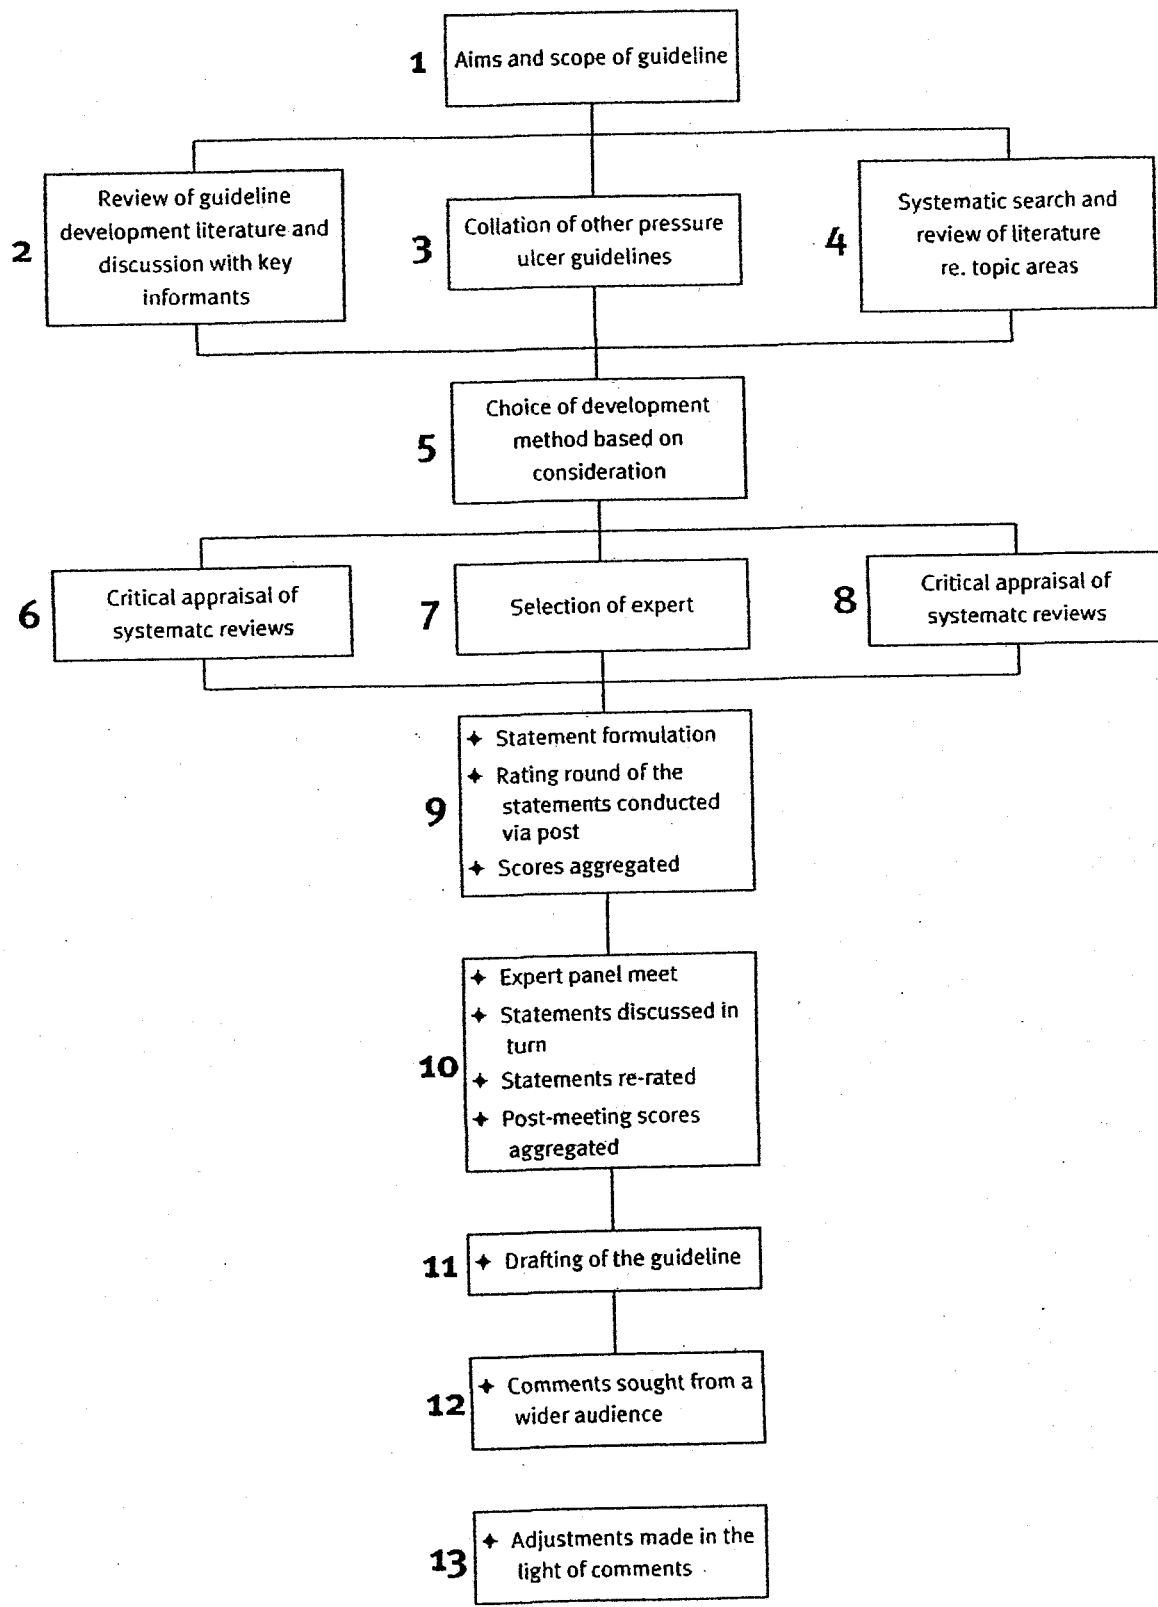 1
Aims and scope of guideline
2
Review of guideline
development literature and
discussion with key
informants
3
Collation of other pressure
ulcer guidelines
4
Systematic search and
review of literature
re. topic areas
5
Choice of development
method based on
consideration
6
Critical appraisal of
systematc reviews
7
Selection of expert
8
Critical appraisal of
systematc reviews
9
✦ Statement formulation
✦ Rating round of the
statements conducted
via post
✦ Scores aggregated
10
✦ Expert panel meet
✦ Statements discussed in
turn
✦ Statements re-rated
✦ Post-meeting scores
aggregated
11
✦ Drafting of the guideline
12
✦ Comments sought from a
wider audience
13
✦ Adjustments made in the
light of comments